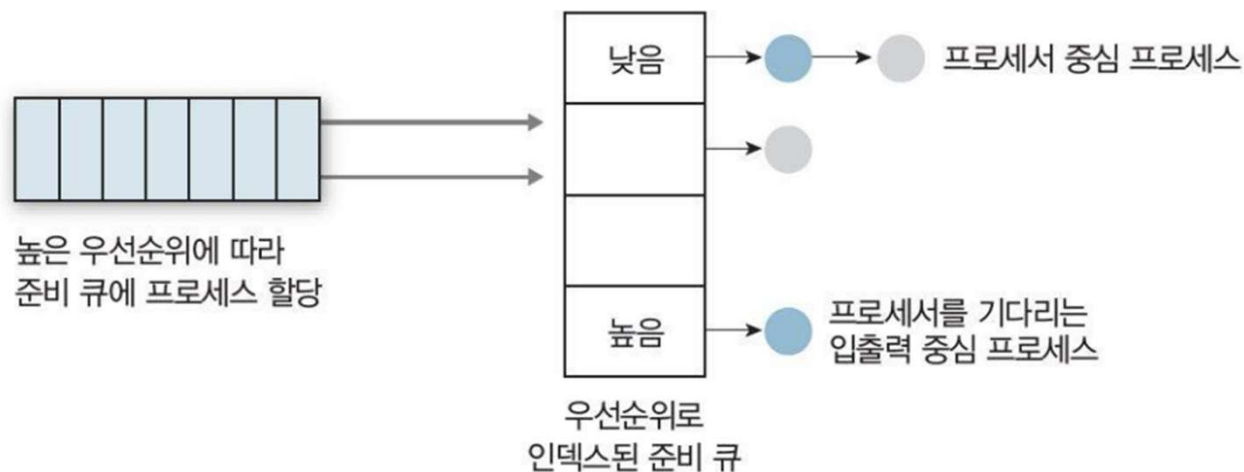 낮음
프로세서 중심 프로세스
높은 우선순위에 따라
준비 큐에 프로세스 할당
높음
프로세서를 기다리는
입출력 중심 프로세스
우선순위로
인덱스된 준비 큐